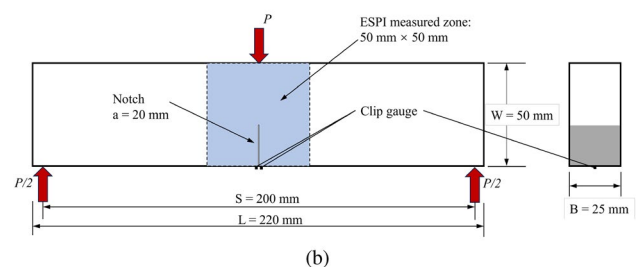 P
ESPI measured zone:
50 mm × 50 mm
Notch
a = 20 mm
Clip gauge
W = 50 mm
P/2
P/2
S = 200 mm
L = 220 mm
B = 25 mm
(b)